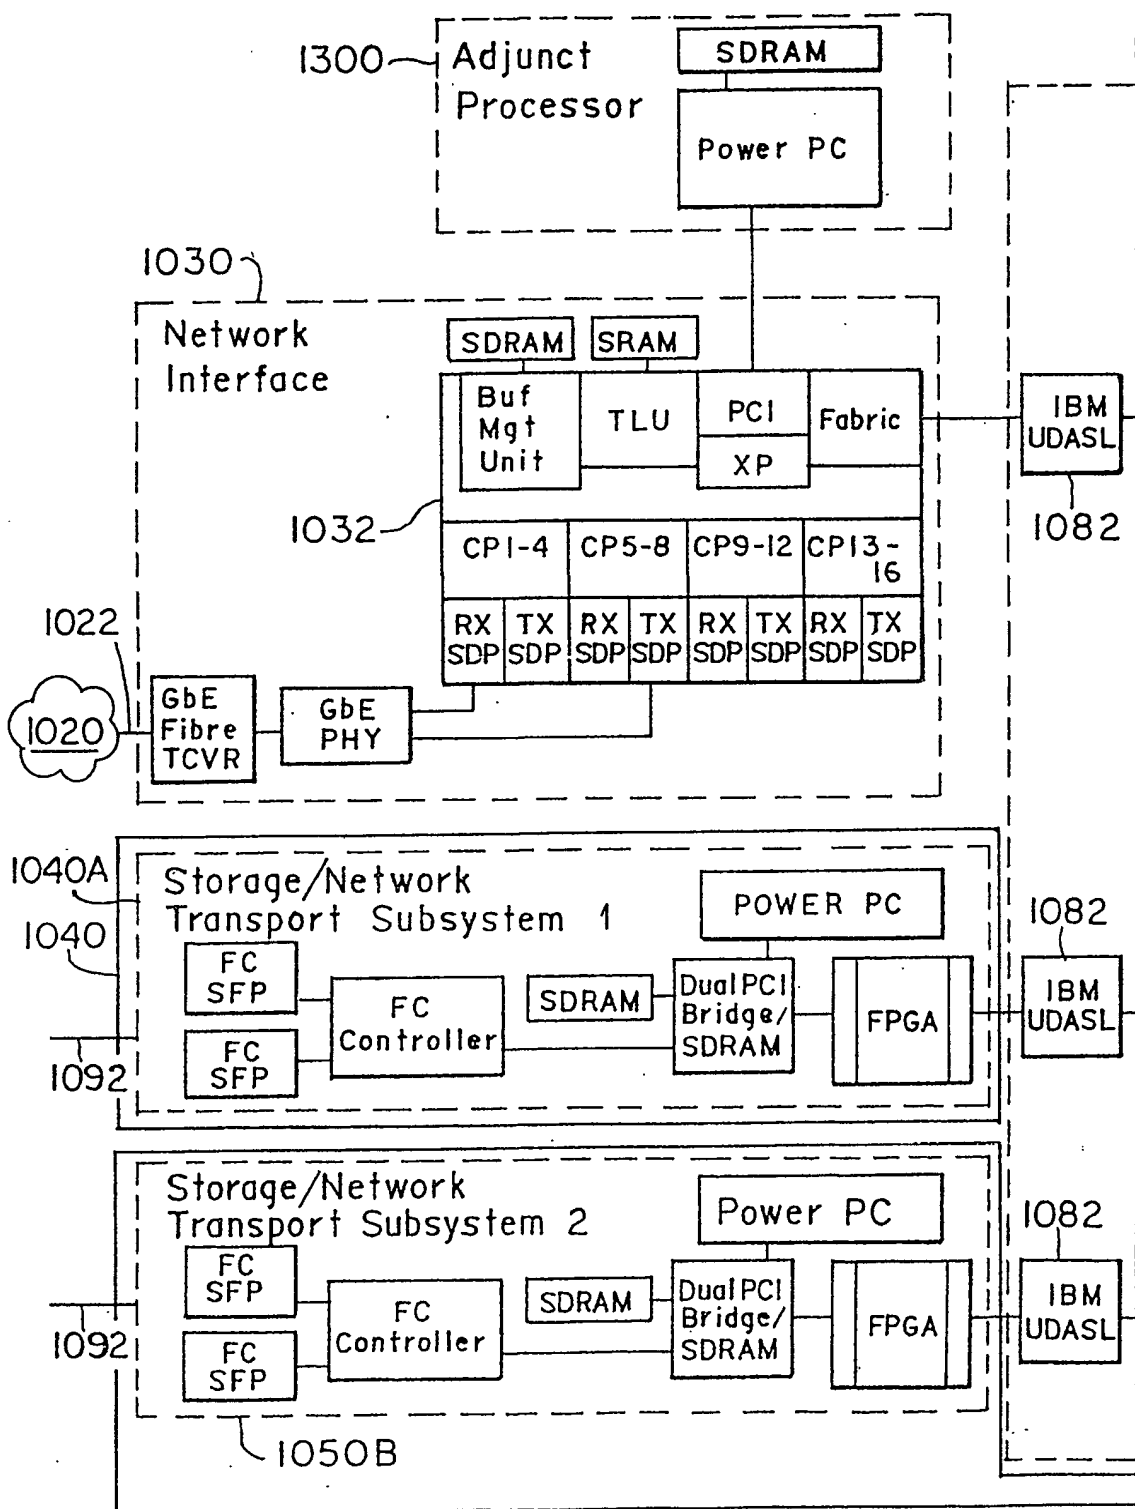 1300
Adjunct
Processor
SDRAM
Power PC
1030
Network
Interface
SDRAM
SRAM
Buf
Mgt
Unit
TLU
PCI
XP
Fabric
IBM
UDASL
1082
1032
CP1-4
CP5-8
CP9-12
CP13-
16
RX
SDP
TX
SDP
RX
SDP
TX
SDP
RX
SDP
TX
SDP
RX
SDP
TX
SDP
1022
1020
GbE
Fibre
TCVR
GbE
PHY
1040A
1040
Storage/Network
Transport Subsystem 1
POWER PC
FC
SFP
FC
SFP
FC
Controller
SDRAM
Dual PCI
Bridge/
SDRAM
FPGA
1082
IBM
UDASL
1092
Storage/Network
Transport Subsystem 2
Power PC
FC
SFP
FC
SFP
FC
Controller
SDRAM
Dual PCI
Bridge/
SDRAM
FPGA
1082
IBM
UDASL
1092
1050B